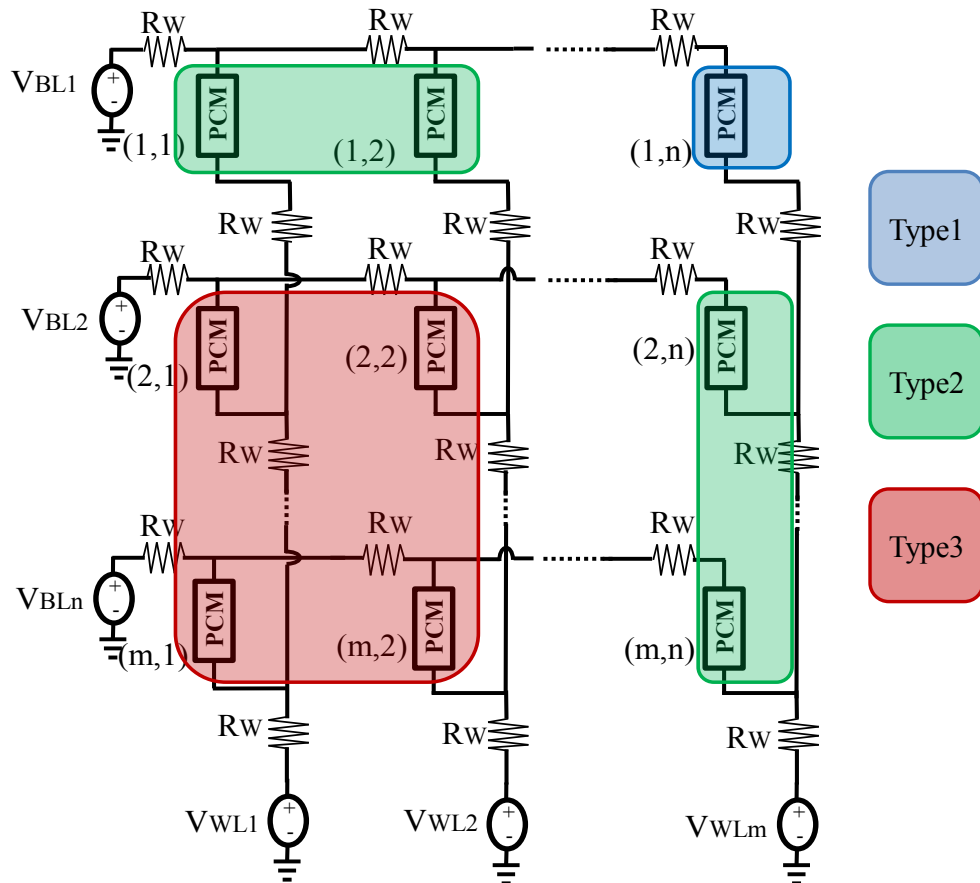 Rw Rw Rw
VBL1 PCM PCM PCM
(1,1) (1,2) (1,n)
Rw Rw Rw
Type1
Rw Rw Rw
VBL2 PCM PCM PCM
(2,1) (2,2) (2,n)
Type2
Rw Rw Rw
Rw Rw Rw
Type3
VBLn PCM PCM PCM
(m,1) (m,2) (m,n)
Rw Rw Rw
VWL1 VWL2 VWLm